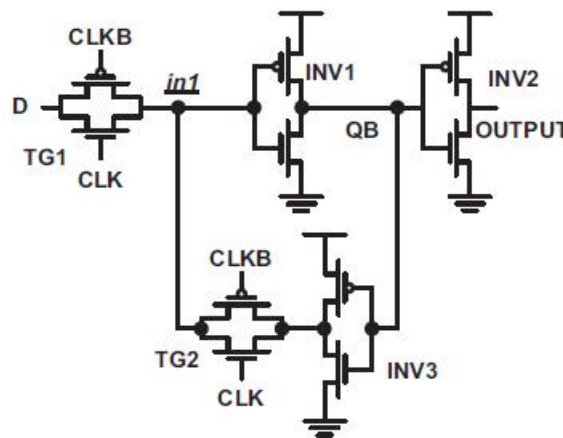 CLKB
in1
INV1
INV2
D
QB
OUTPUT
TG1
CLK
CLKB
TG2
INV3
CLK